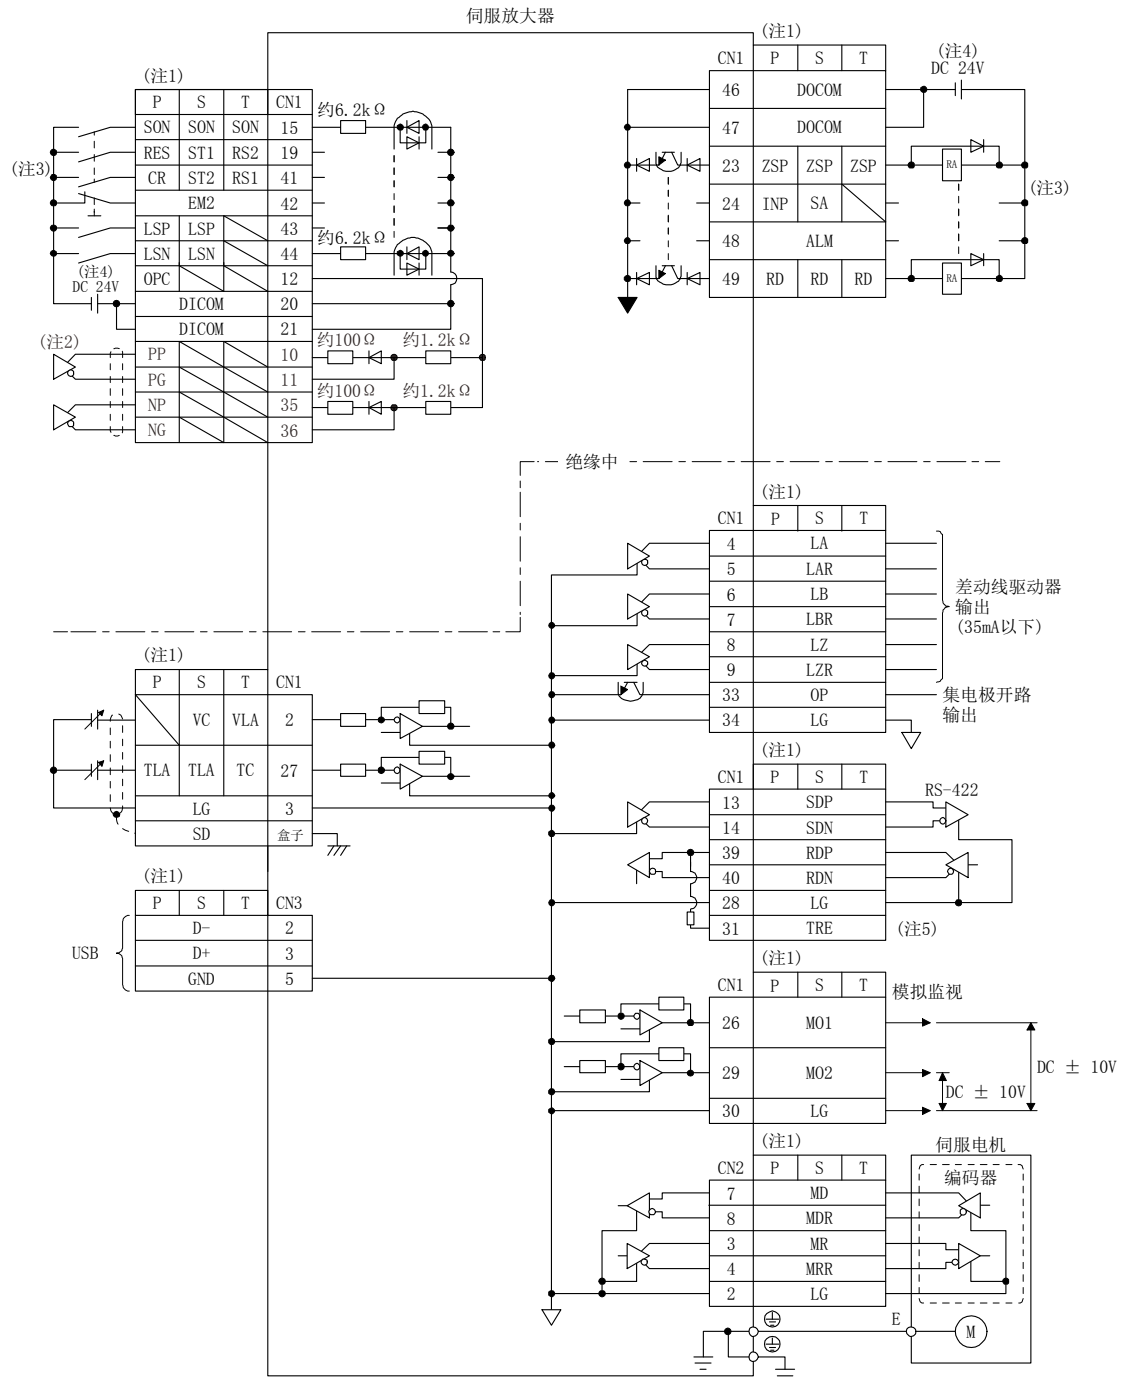 伺服放大器
(注1)
P S T CN1
SON SON SON 15
RES ST1 RS2 19
CR ST2 RS1 41
EM2 42
LSP LSP 43
LSN LSN 44
OPC 12
DICOM 20
DICOM 21
PP 10
PG 11
NP 35
NG 36
(注3)
(注4)
DC 24V
(注2)
约6.2kΩ
约6.2kΩ
约100Ω 约1.2kΩ
约100Ω 约1.2kΩ
(注1)
CN1 P S T
46 DOCOM
47 DOCOM
23 ZSP ZSP ZSP
24 INP SA
48 ALM
49 RD RD RD
(注4)
DC 24V
RA
(注3)
RA
绝缘中
(注1)
CN1 P S T
4 LA
5 LAR
6 LB
7 LBR
8 LZ
9 LZR
33 OP
34 LG
差动线驱动器
输出
(35mA以下)
集电极开路
输出
(注1)
P S T CN1
VC VLA 2
TLA TLA TC 27
LG 3
SD 盒子
(注1)
CN1 P S T
13 SDP
14 SDN
39 RDP
40 RDN
28 LG
31 TRE
RS-422
(注5)
(注1)
P S T CN3
D- 2
D+ 3
GND 5
USB
(注1)
CN1 P S T
26 MO1
29 MO2
30 LG
模拟监视
DC ± 10V
DC ± 10V
(注1)
CN2 P S T
7 MD
8 MDR
3 MR
4 MRR
2 LG
伺服电机
编码器
E
M